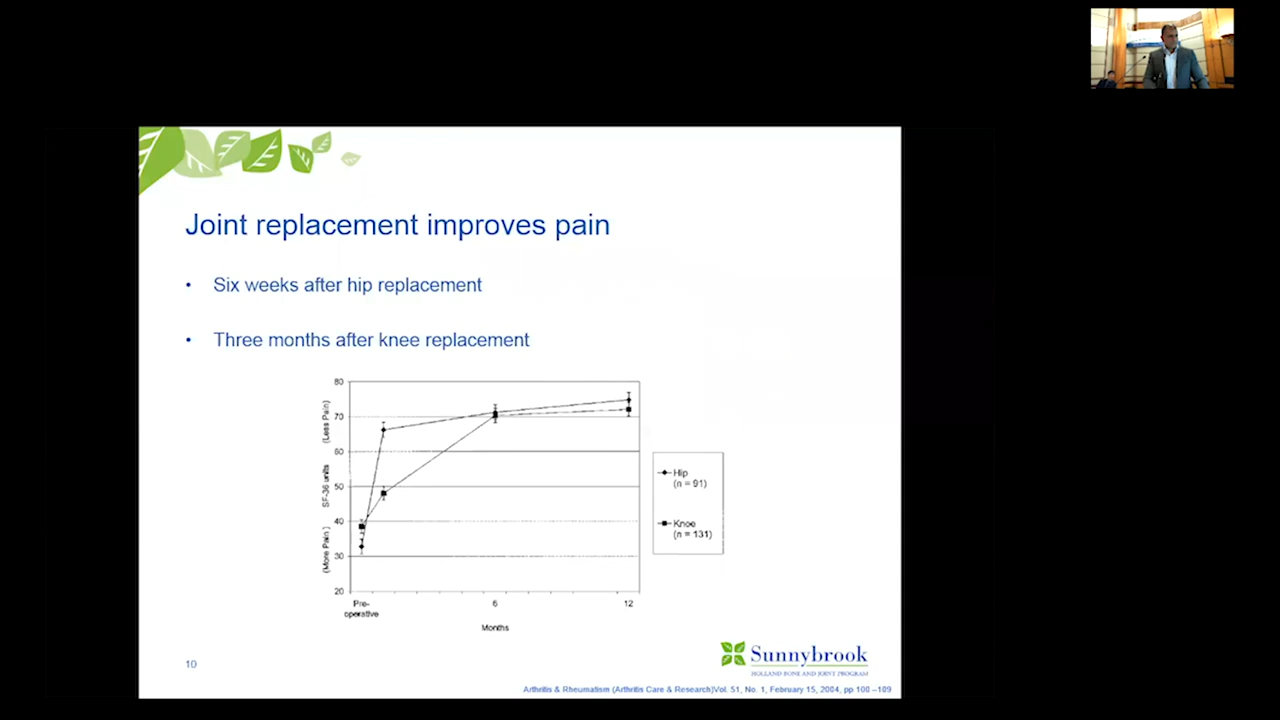 Joint replacement improves pain
• Six weeks after hip replacement
• Three months after knee replacement
80
70
60
50
40
30
20
(Less Pain)
SF-36 units
(More Pain)
Pre-
operative
6
12
Months
Hip
(n = 91)
Knee
(n = 131)
10
Sunnybrook
HOLLAND BONE AND JOINT PROGRAM
Arthritis & Rheumatism (Arthritis Care & Research)Vol. 51, No. 1, February 15, 2004, pp 100–109